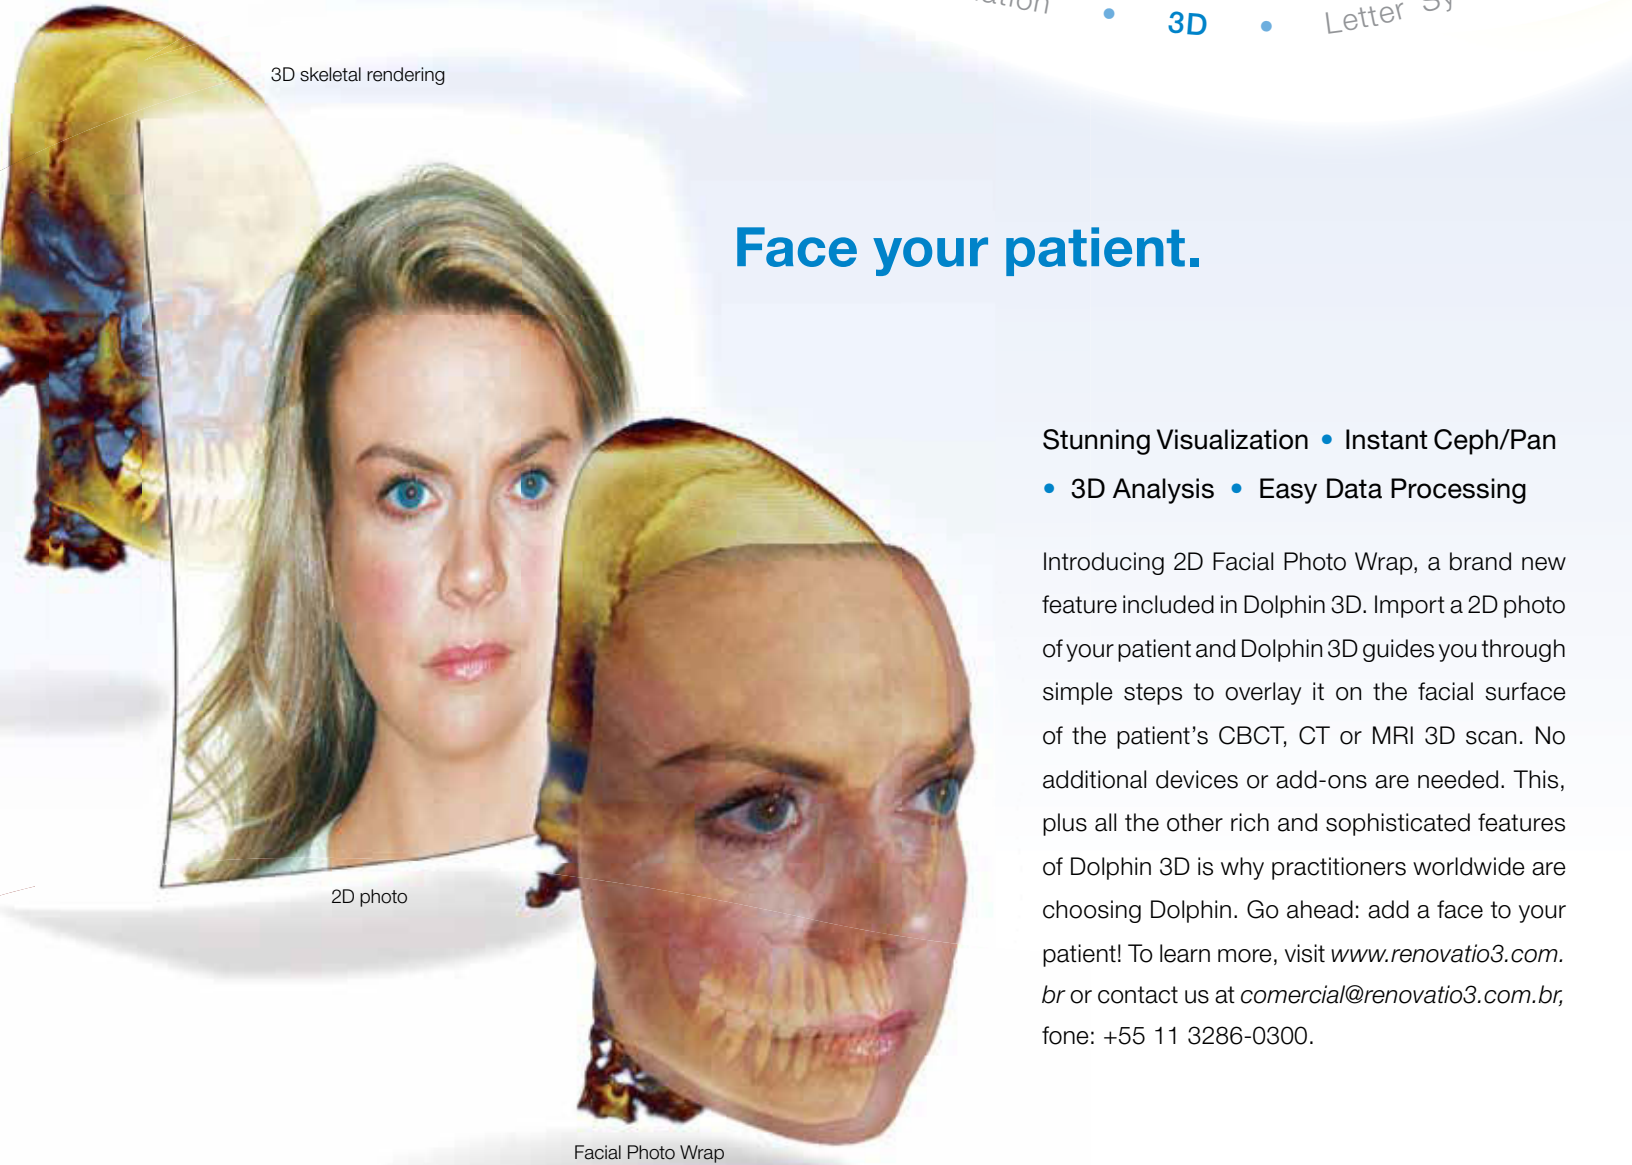 • 3D • Letter
3D skeletal rendering
Face your patient.
Stunning Visualization • Instant Ceph/Pan
• 3D Analysis • Easy Data Processing
Introducing 2D Facial Photo Wrap, a brand new
feature included in Dolphin 3D. Import a 2D photo
of your patient and Dolphin 3D guides you through
simple steps to overlay it on the facial surface
of the patient’s CBCT, CT or MRI 3D scan. No
additional devices or add-ons are needed. This,
plus all the other rich and sophisticated features
of Dolphin 3D is why practitioners worldwide are
choosing Dolphin. Go ahead: add a face to your
patient! To learn more, visit www.renovatio3.com.
br or contact us at comercial@renovatio3.com.br,
fone: +55 11 3286-0300.
2D photo
Facial Photo Wrap